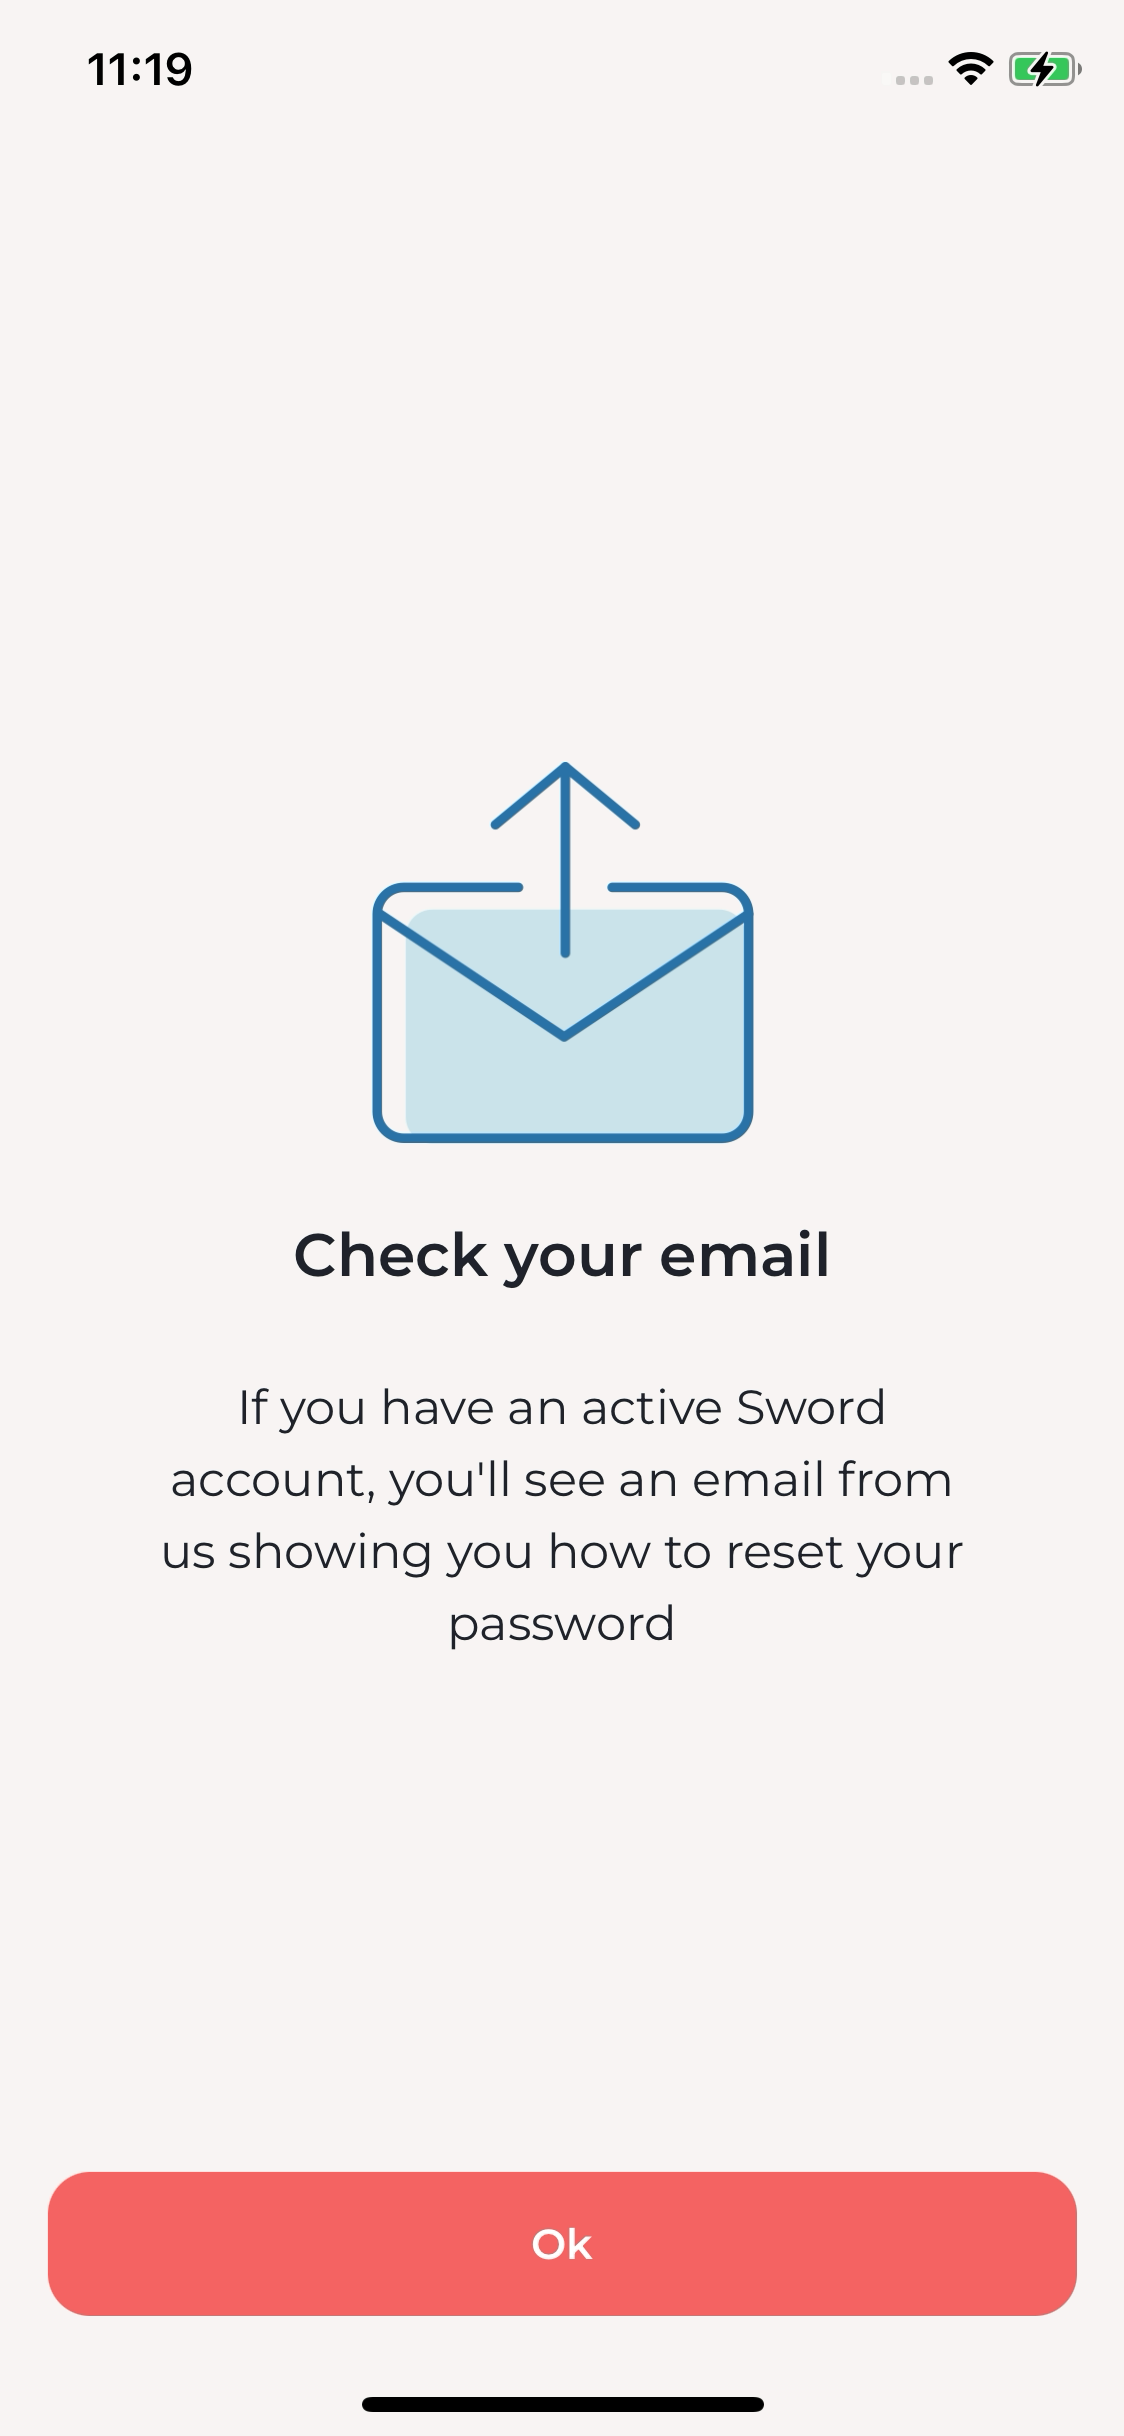 11:19
Check your email
If you have an active Sword
account, you'll see an email from
us showing you how to reset your
password
Ok